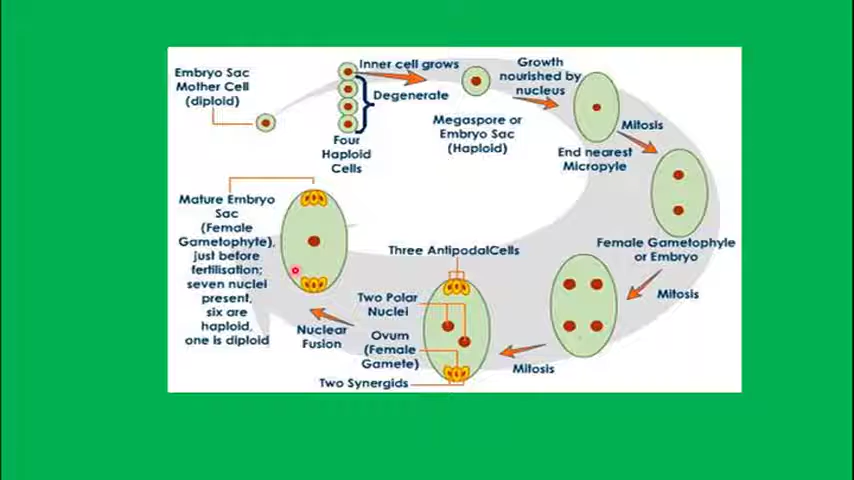 Embryo Sac
Mother Cell
(diploid)
Inner cell grows
Degenerate
Four
Haploid
Cells
Megaspore or
Embryo Sac
(Haploid)
Growth
nourished by
nucleus
Mitosis
End nearest
Micropyle
Female Gametophyle
or Embryo
Mitosis
Mitosis
Three AntipodalCells
Two Polar
Nuclei
Ovum
(Female
Gamete)
Two Synergids
Nuclear
Fusion
Mature Embryo
Sac
(Female
Gametophyte),
just before
fertilisation;
seven nuclei
present,
six are
haploid,
one is diploid